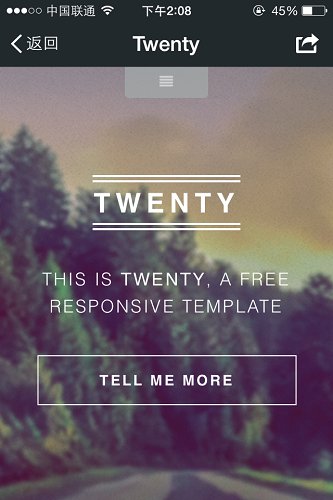 中国联通 下午2:08 45%
返回 Twenty
TWENTY
THIS IS TWENTY, A FREE
RESPONSIVE TEMPLATE
TELL ME MORE